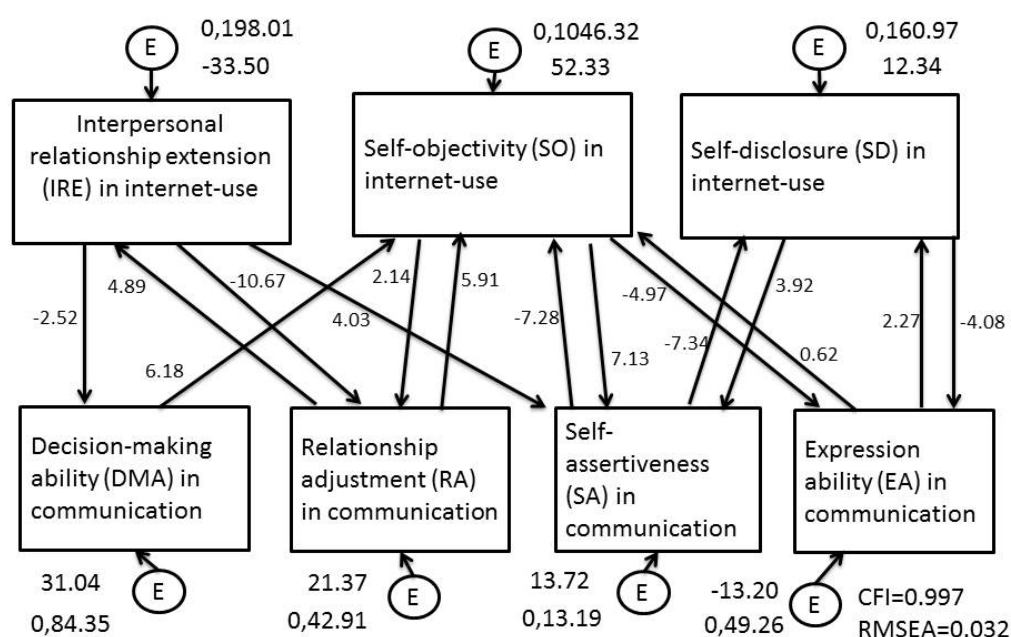 E
0,198.01
-33.50
E
0,1046.32
52.33
E
0,160.97
12.34
Interpersonal
relationship extension
(IRE) in internet-use
Self-objectivity (SO) in
internet-use
Self-disclosure (SD) in
internet-use
-2.52
4.89
-10.67
4.03
6.18
2.14
5.91
-7.28
7.13
-4.97
-7.34
3.92
0.62
2.27
-4.08
Decision-making
ability (DMA) in
communication
Relationship
adjustment (RA)
in communication
Self-
assertiveness
(SA) in
communication
Expression
ability (EA) in
communication
31.04
0,84.35
E
21.37
0,42.91
E
13.72
0,13.19
E
-13.20
0,49.26
E
CFI=0.997
RMSEA=0.032